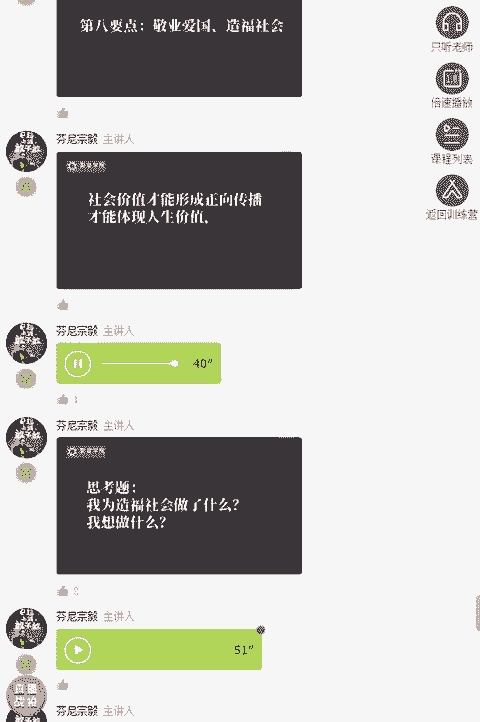 第八要点：敬业爱国、造福社会
只听老师
倍速播放
课程列表
返回训练营
芬尼宗毅 主讲人
社会价值才能形成正向传播
才能体现人生价值。
芬尼宗毅 主讲人
40"
芬尼宗毅 主讲人
思考题：
我为造福社会做了什么？
我想做什么？
芬尼宗毅 主讲人
51"
芬尼宗毅 主讲人